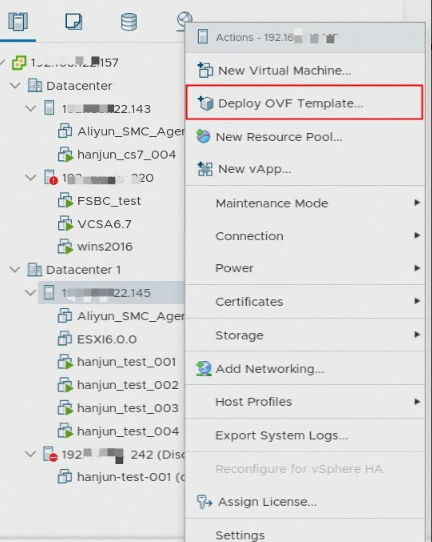 157
Actions - 192.16
Datacenter
22.143
Aliyun_SMC_Agen
hanjun_cs7_004
220
FSBC_test
VCSA6.7
wins2016
Datacenter 1
22.145
Aliyun_SMC_Agen
ESXI6.0.0
hanjun_test_001
hanjun_test_002
hanjun_test_003
hanjun_test_004
192. 242 (Disc
hanjun-test-001 (d
New Virtual Machine...
Deploy OVF Template...
New Resource Pool...
New vApp...
Maintenance Mode
Connection
Power
Certificates
Storage
Add Networking...
Host Profiles
Export System Logs...
Reconfigure for vSphere HA
Assign License...
Settings